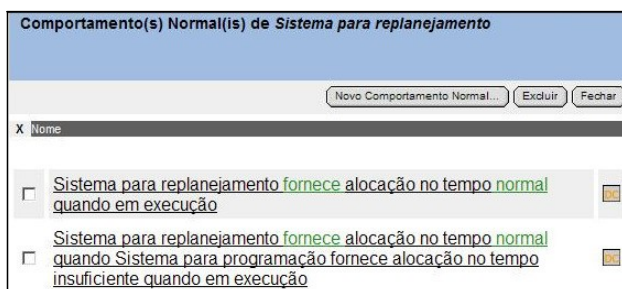 Comportamento(s) Normal(is) de Sistema para replanejamento
Novo Comportamento Normal... Excluir Fechar
X Nome
Sistema para replanejamento fornece alocação no tempo normal
quando em execução
DC
Sistema para replanejamento fornece alocação no tempo normal
quando Sistema para programação fornece alocação no tempo
insuficiente quando em execução
DC